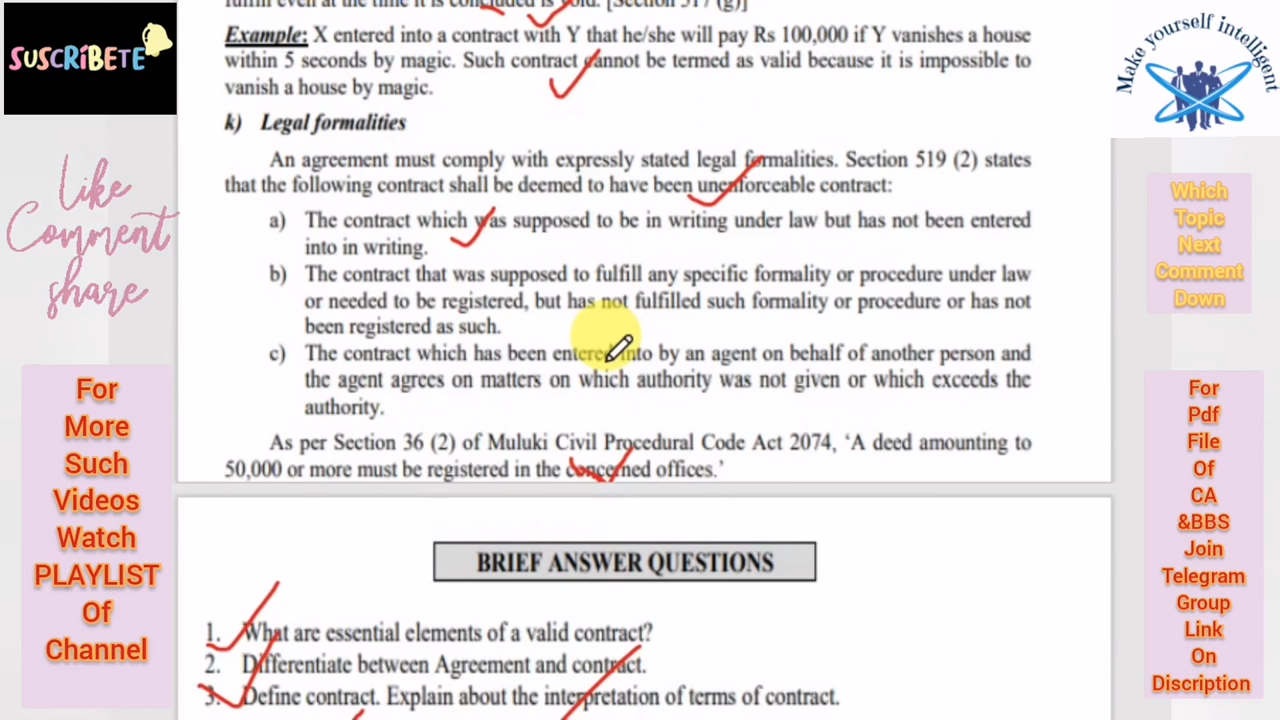 fulfill even at the time it is concluded is void. [Section 517 (g)]
SUSCRÍBETE
Example: X entered into a contract with Y that he/she will pay Rs 100,000 if Y vanishes a house
within 5 seconds by magic. Such contract cannot be termed as valid because it is impossible to
vanish a house by magic.
k) Legal formalities
An agreement must comply with expressly stated legal formalities. Section 519 (2) states
that the following contract shall be deemed to have been unenforceable contract:
a) The contract which was supposed to be in writing under law but has not been entered
into in writing.
b) The contract that was supposed to fulfill any specific formality or procedure under law
or needed to be registered, but has not fulfilled such formality or procedure or has not
been registered as such.
c) The contract which has been entered into by an agent on behalf of another person and
the agent agrees on matters on which authority was not given or which exceeds the
authority.
As per Section 36 (2) of Muluki Civil Procedural Code Act 2074, ‘A deed amounting to
50,000 or more must be registered in the concerned offices.’
BRIEF ANSWER QUESTIONS
1. What are essential elements of a valid contract?
2. Differentiate between Agreement and contract.
3. Define contract. Explain about the interpretation of terms of contract.
like
Comment
share
For
More
Such
Videos
Watch
PLAYLIST
Of
Channel
Make yourself intelligent
Which
Topic
Next
Comment
Down
For
Pdf
File
Of
CA
&BBS
Join
Telegram
Group
Link
On
Discription